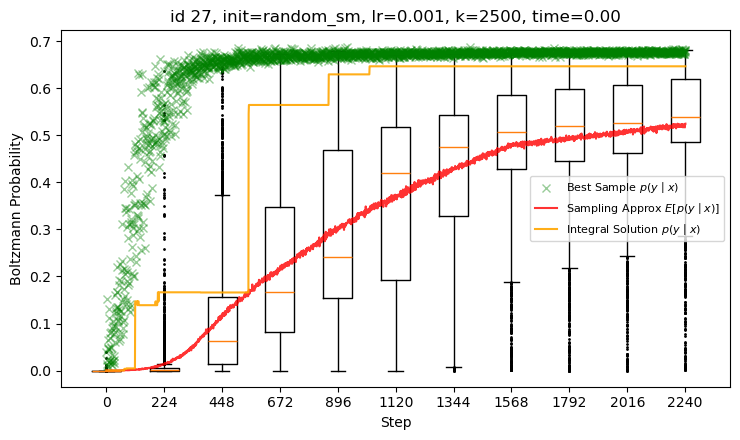 id 27, init=random_sm, lr=0.001, k=2500, time=0.00
Boltzmann Probability
0.7
0.6
0.5
0.4
0.3
0.2
0.1
0.0
Best Sample p(y | x)
Sampling Approx E[p(y | x)]
Integral Solution p(y | x)
0 224 448 672 896 1120 1344 1568 1792 2016 2240
Step